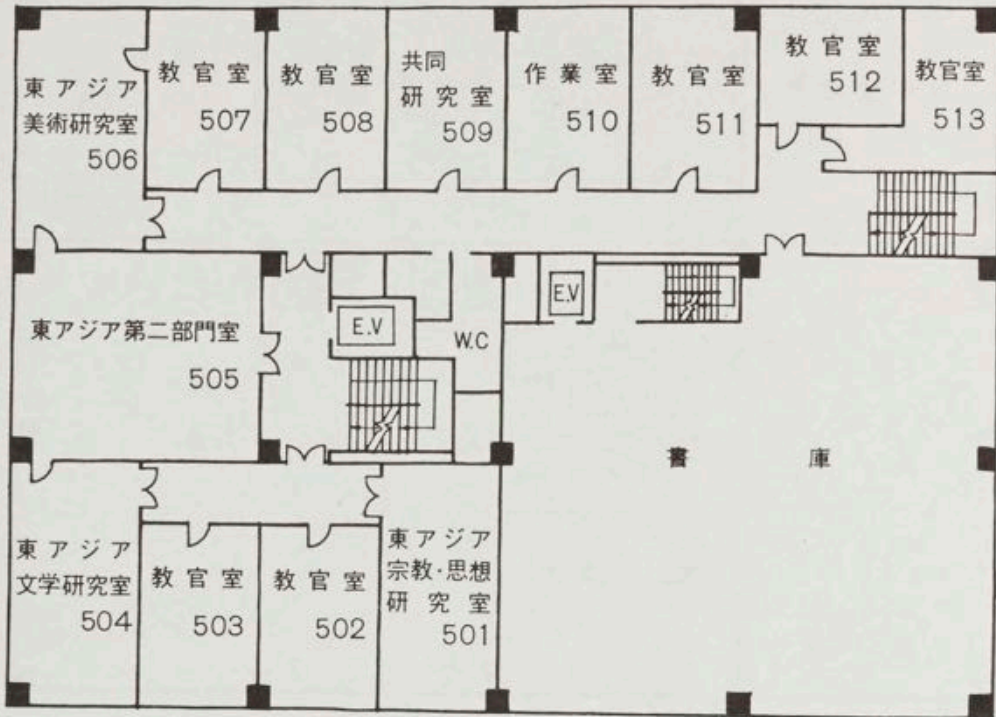 東アジア
美術研究室
506
教官室
507
教官室
508
共同
研究室
509
作業室
510
教官室
511
教官室
512
教官室
513
東アジア第二部門室
505
E.V
W.C
E.V
書庫
東アジア
文学研究室
504
教官室
503
教官室
502
東アジア
宗教・思想
研究室
501